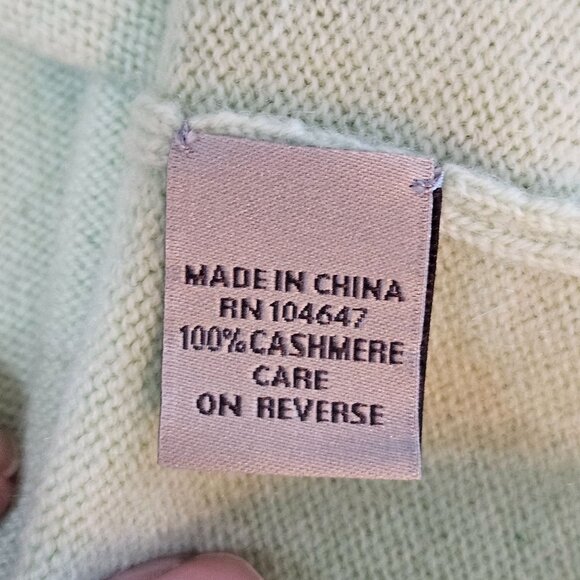 MADE IN CHINA
RN 104647
100% CASHMERE
CARE
ON REVERSE